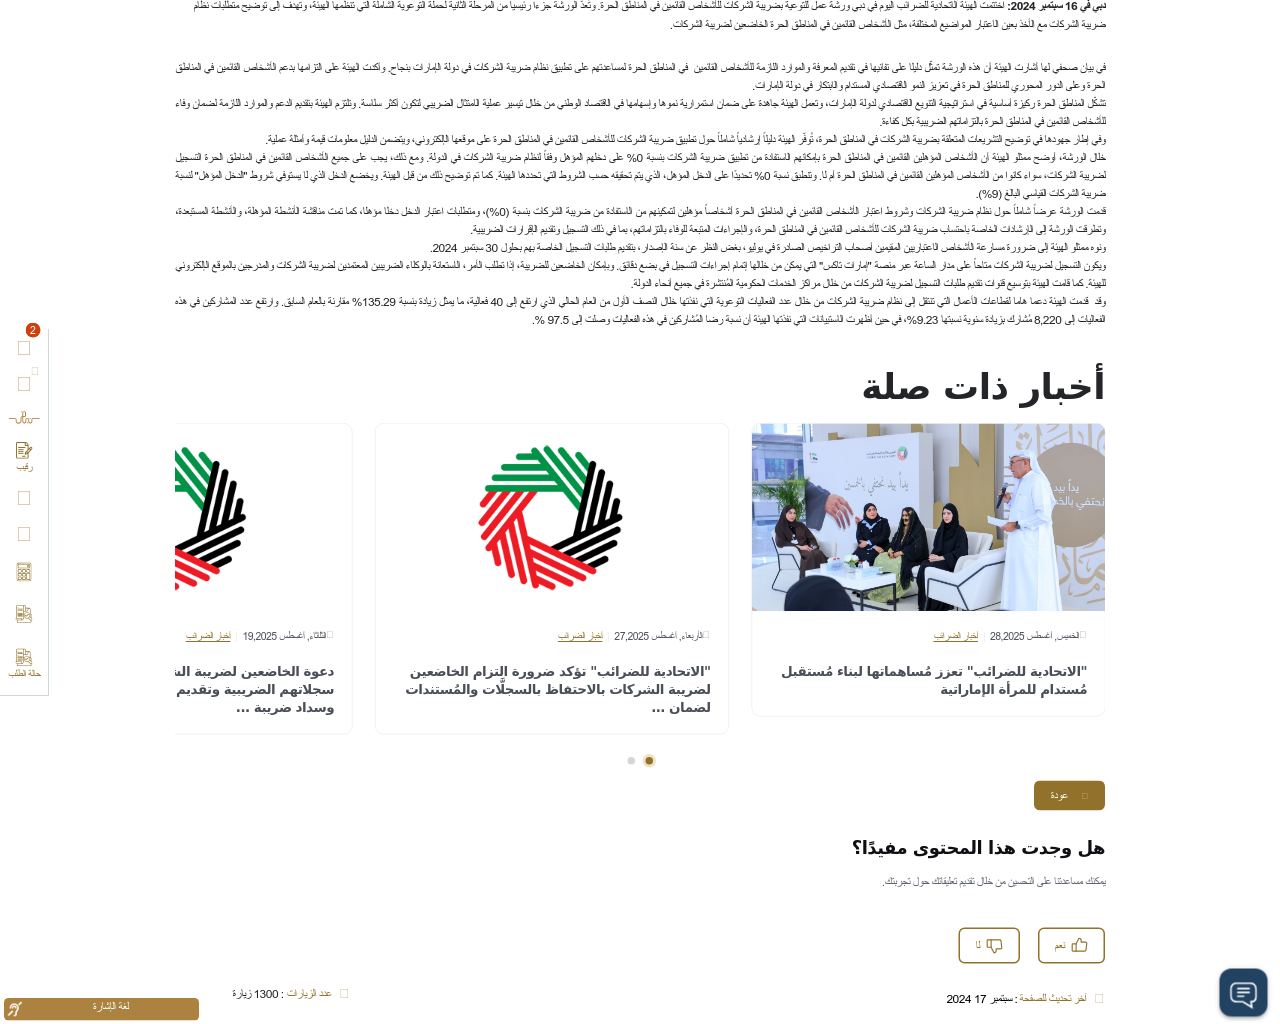 دبي في 16 سبتمبر 2024: اختتمت الهيئة الاتحادية للضرائب اليوم في دبي ورشة عمل للتوعية بضريبة الشركات للأشخاص القائمين في المناطق الحرة. وتعدّ الورشة جزءاً رئيسياً من المرحلة الثانية لحملة التوعوية الشاملة التي تنظمها الهيئة، وتهدف إلى توضيح متطلبات نظام
ضريبة الشركات مع الأخذ بعين الاعتبار المواضيع المختلفة، مثل الأشخاص القائمين في المناطق الحرة الخاضعين لضريبة الشركات.
في بيان صحفي لها أشارت الهيئة أن هذه الورشة تمثّل دليلًا على تفانيها في تقديم المعرفة والموارد اللازمة للأشخاص القائمين في المناطق الحرة لمساعدتهم على تطبيق نظام ضريبة الشركات في دولة الإمارات بنجاح. وأكدت الهيئة على التزامها بدعم الأشخاص القائمين في المناطق
الحرة وعلى الدور المحوري للمناطق الحرة في تعزيز النمو الاقتصادي المستدام والابتكار في دولة الإمارات.
تشكّل المناطق الحرة ركيزة أساسية في استراتيجية التنويع الاقتصادي لدولة الإمارات، وتعمل الهيئة جاهدة على ضمان استمرارية نموها وإسهامها في الاقتصاد الوطني من خلال تيسير عملية الامتثال الضريبي لتكون أكثر سلاسة. وتلتزم الهيئة بتقديم الدعم والموارد اللازمة لضمان وفاء
للأشخاص القائمين في المناطق الحرة بالتزاماتهم الضريبية بكل كفاءة.
وفي إطار جهودها في توضيح التشريعات المتعلقة بضريبة الشركات في المناطق الحرة، تُوفّر الهيئة دليلًا إرشادياً شاملاً حول تطبيق ضريبة الشركات للأشخاص القائمين في المناطق الحرة على موقعها الإلكتروني، ويتضمن الدليل معلومات قيمة وأمثلة عملية.
خلال الورشة، أوضح ممثلو الهيئة أن الأشخاص المؤهلين القائمين في المناطق الحرة بإمكانهم الاستفادة من تطبيق ضريبة الشركات بنسبة 0% على دخلهم المؤهل وفقاً لنظام ضريبة الشركات في الدولة. ومع ذلك، يجب على جميع الأشخاص القائمين في المناطق الحرة التسجيل
لضريبة الشركات، سواء كانوا من الأشخاص المؤهلين القائمين في المناطق الحرة أم لا. وتنطبق نسبة 0% تحديدًا على الدخل المؤهل، الذي يتم تحقيقه حسب الشروط التي تحددها الهيئة. كما تم توضيح ذلك من قبل الهيئة. ويخضع الدخل الذي لا يستوفي شروط "الدخل المؤهل" لنسبة
ضريبة الشركات القياسي البالغ (9%).
قدمت الورشة عرضاً شاملاً حول نظام ضريبة الشركات وشروط اعتبار الأشخاص القائمين في المناطق الحرة أشخاصاً مؤهلين لتمكينهم من الاستفادة من ضريبة الشركات بنسبة (0%)، ومتطلبات اعتبار الدخل دخلًا مؤهلًا، كما تمت مناقشة الأنشطة المؤهلة، والأنشطة المستبعدة،
وتطرقت الورشة إلى الإرشادات الخاصة باحتساب ضريبة الشركات للأشخاص القائمين في المناطق الحرة، والإجراءات المتبعة للوفاء بالتزاماتهم، بما في ذلك التسجيل وتقديم الإقرارات الضريبية.
ونوه ممثلو الهيئة إلى ضرورة مسارعة الأشخاص الاعتباريين المقيمين أصحاب التراخيص الصادرة في يوليو، بغض النظر عن سنة الإصدار، بتقديم طلبات التسجيل الخاصة بهم بحلول 30 سبتمبر 2024.
ويكون التسجيل لضريبة الشركات متاحاً على مدار الساعة عبر منصة "إمارات تاكس" التي يمكن من خلالها إتمام إجراءات التسجيل في بضع دقائق. وبإمكان الخاضعين للضريبة، إذا تطلب الأمر، الاستعانة بالوكلاء الضريبيين المعتمدين لضريبة الشركات والمدرجين بالموقع الإلكتروني
للهيئة. كما قامت الهيئة بتوسيع قنوات تقديم طلبات التسجيل لضريبة الشركات من خلال مراكز الخدمات الحكومية المُنتشرة في جميع أنحاء الدولة.
وقد قدمت الهيئة دعما هاما لقطاعات الأعمال التي تنتقل إلى نظام ضريبة الشركات من خلال عدد الفعاليات التوعوية التي نفذتها خلال النصف الأول من العام الحالي الذي ارتفع إلى 40 فعالية، ما يمثل زيادة بنسبة 135.29% مقارنة بالعام السابق. وارتفع عدد المشاركين في هذه
الفعاليات إلى 8,220 مُشارك بزيادة سنوية نسبتها 9.23%، في حين أظهرت الاستبيانات التي نفذتها الهيئة أن نسبة رضا المُشاركين في هذه الفعاليات وصلت إلى 97.5 %.
2
رقيب
حالة الطلب
أخبار ذات صلة
يداً بيد نحتفي بالخمسين
يداً بيد
الخميس, أغسطس 28,2025 | أخبار الضرائب
"الاتحادية للضرائب" تعزز مُساهماتها لبناء مُستقبل
مُستدام للمرأة الإماراتية
الأربعاء, أغسطس 27,2025 | أخبار الضرائب
"الاتحادية للضرائب" تؤكد ضرورة التزام الخاضعين
لضريبة الشركات بالاحتفاظ بالسجلَّات والمُستندات
لضمان ...
الثلاثاء, أغسطس 19,2025 | أخبار الضرائب
دعوة الخاضعين لضريبة
سجلاتهم الضريبية وتقديم
وسداد ضريبة ...
عودة
هل وجدت هذا المحتوى مفيدًا؟
يمكنك مساعدتنا على التحسين من خلال تقديم تعليقاتك حول تجربتك.
نعم
لا
آخر تحديث للصفحة : سبتمبر 17 2024
عدد الزيارات : 1300 زيارة
لغة الإشارة